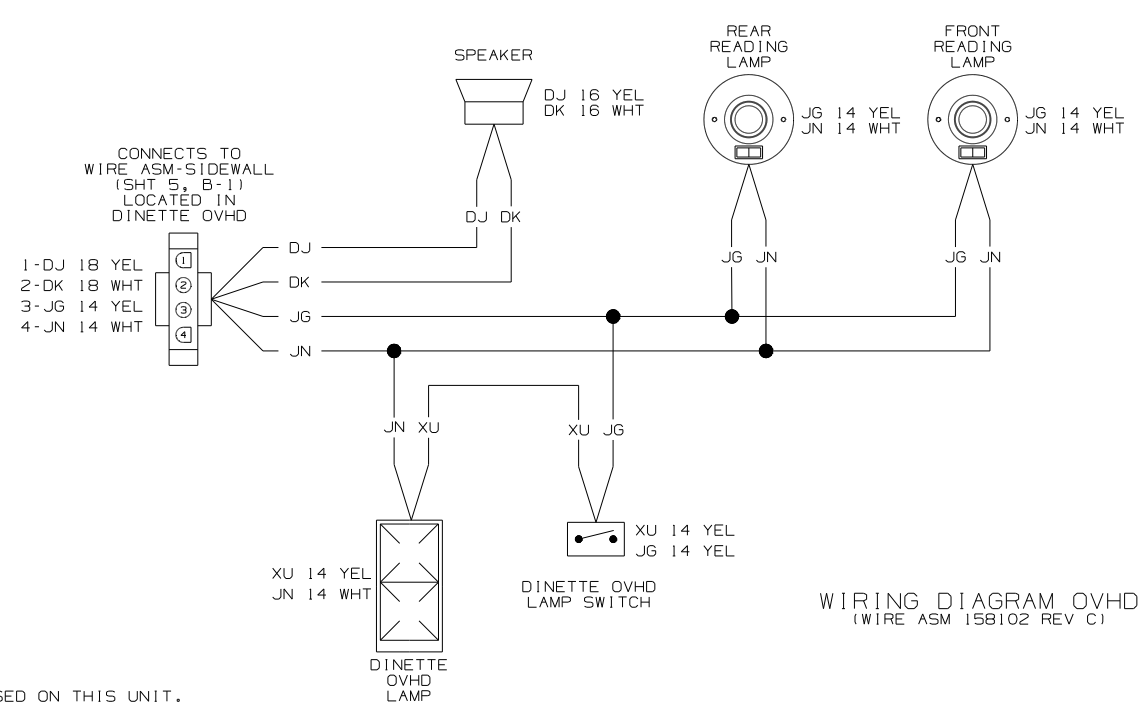 SPEAKER
DJ 16 YEL
DK 16 WHT
REAR
READING
LAMP
JG 14 YEL
JN 14 WHT
FRONT
READING
LAMP
JG 14 YEL
JN 14 WHT
CONNECTS TO
WIRE ASM-SIDEWALL
(SHT 5, B-1)
LOCATED IN
DINETTE OVHD
1-DJ 18 YEL
2-DK 18 WHT
3-JG 14 YEL
4-JN 14 WHT
1
2
3
4
DJ
DK
JG
JN
DJ DK
JG JN
JG JN
JN XU
XU JG
XU 14 YEL
JN 14 WHT
DINETTE
OVHD
LAMP
XU 14 YEL
JG 14 YEL
DINETTE OVHD
LAMP SWITCH
WIRING DIAGRAM OVHD
(WIRE ASM 158102 REV C)
SED ON THIS UNIT.